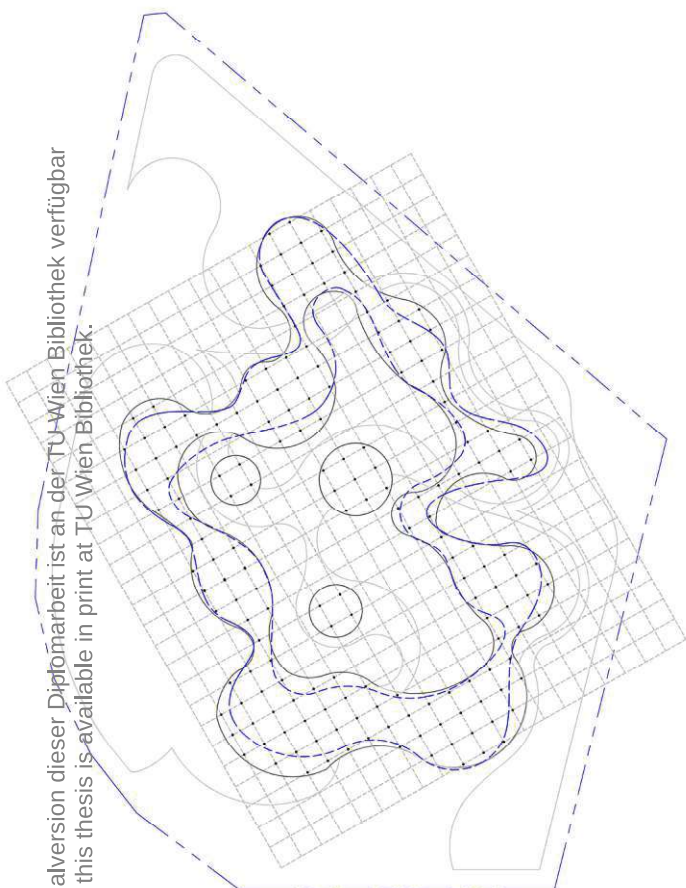 alversion dieser Diplomarbeit ist an der TU Wien Bibliothek verfügbar
this thesis is available in print at TU Wien Bibliothek.